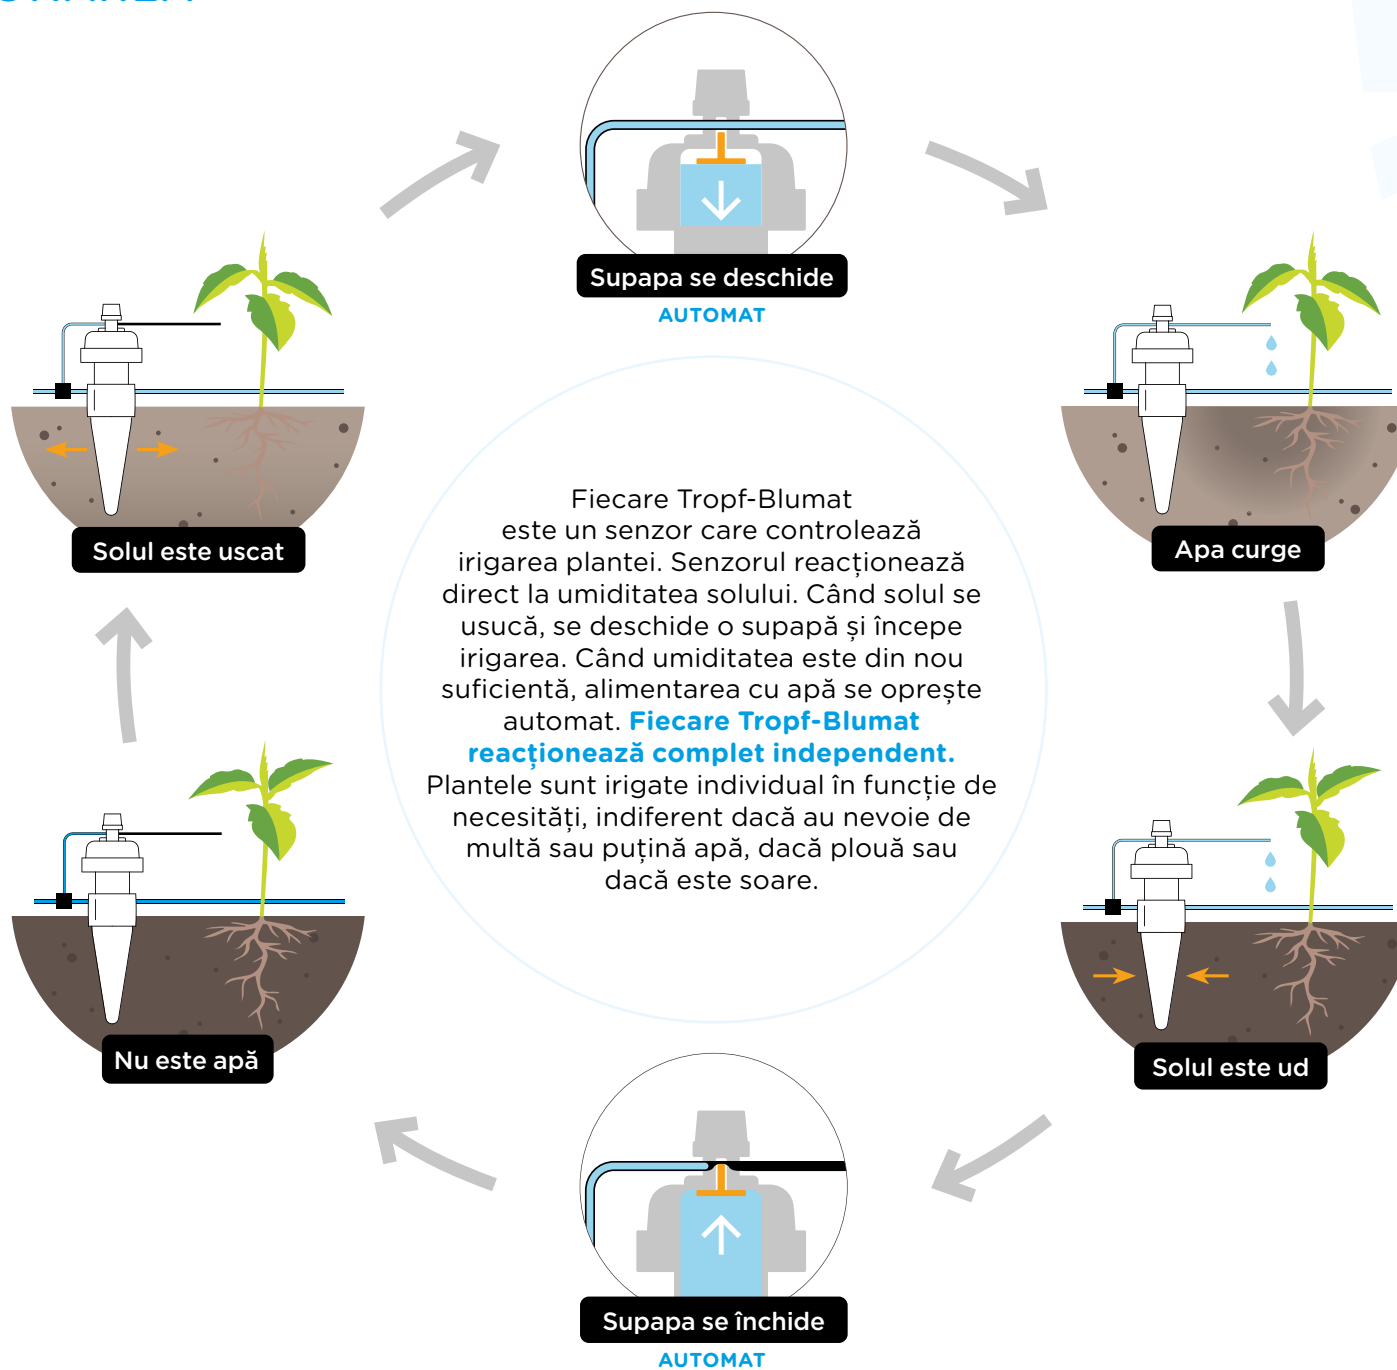 Supapa se deschide
AUTOMAT
Solul este uscat
Apa curge
Fiecare Tropf-Blumat
este un senzor care controlează
irigarea plantei. Senzorul reacționează
direct la umiditatea solului. Când solul se
usucă, se deschide o supapă și începe
irigarea. Când umiditatea este din nou
suficientă, alimentarea cu apă se oprește
automat. Fiecare Tropf-Blumat
reacționează complet independent.
Plantele sunt irigate individual în funcție de
necesități, indiferent dacă au nevoie de
multă sau puțină apă, dacă plouă sau
dacă este soare.
Nu este apă
Solul este ud
Supapa se închide
AUTOMAT